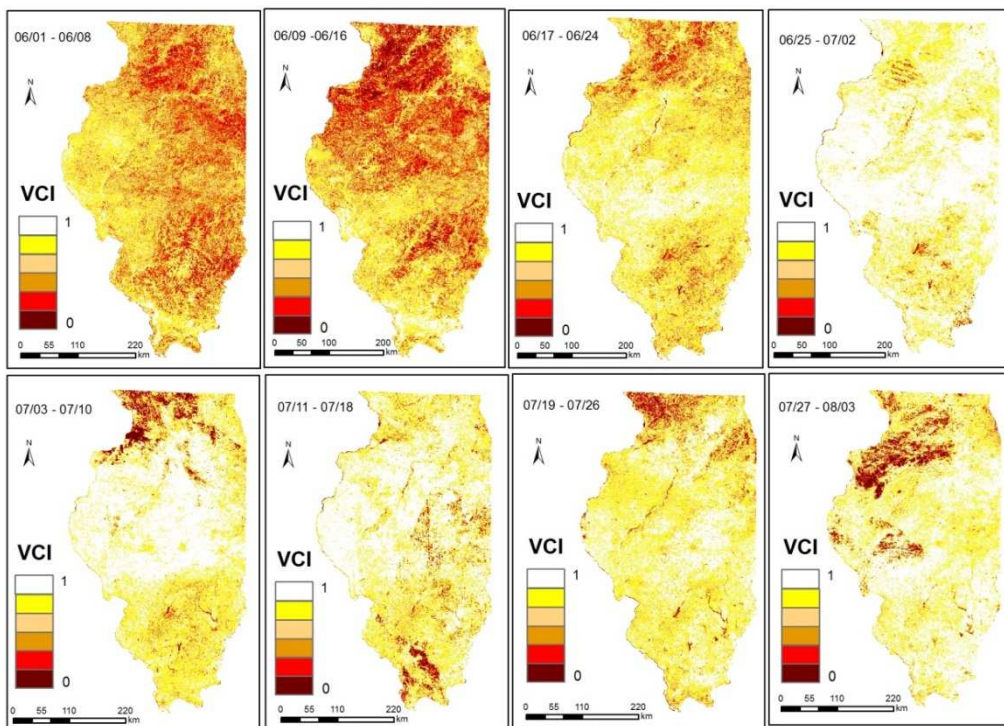 06/01 - 06/08
N
VCI
1
0
0 55 110 220
km
06/09 -06/16
N
VCI
1
0
0 50 100 200
km
06/17 - 06/24
N
VCI
1
0
0 50 100 200
km
06/25 - 07/02
N
VCI
1
0
0 50 100 200
km
07/03 - 07/10
N
VCI
1
0
0 55 110 220
km
07/11 - 07/18
N
VCI
1
0
0 55 110 220
km
07/19 - 07/26
N
VCI
1
0
0 55 110 220
km
07/27 - 08/03
N
VCI
1
0
0 55 110 220
km